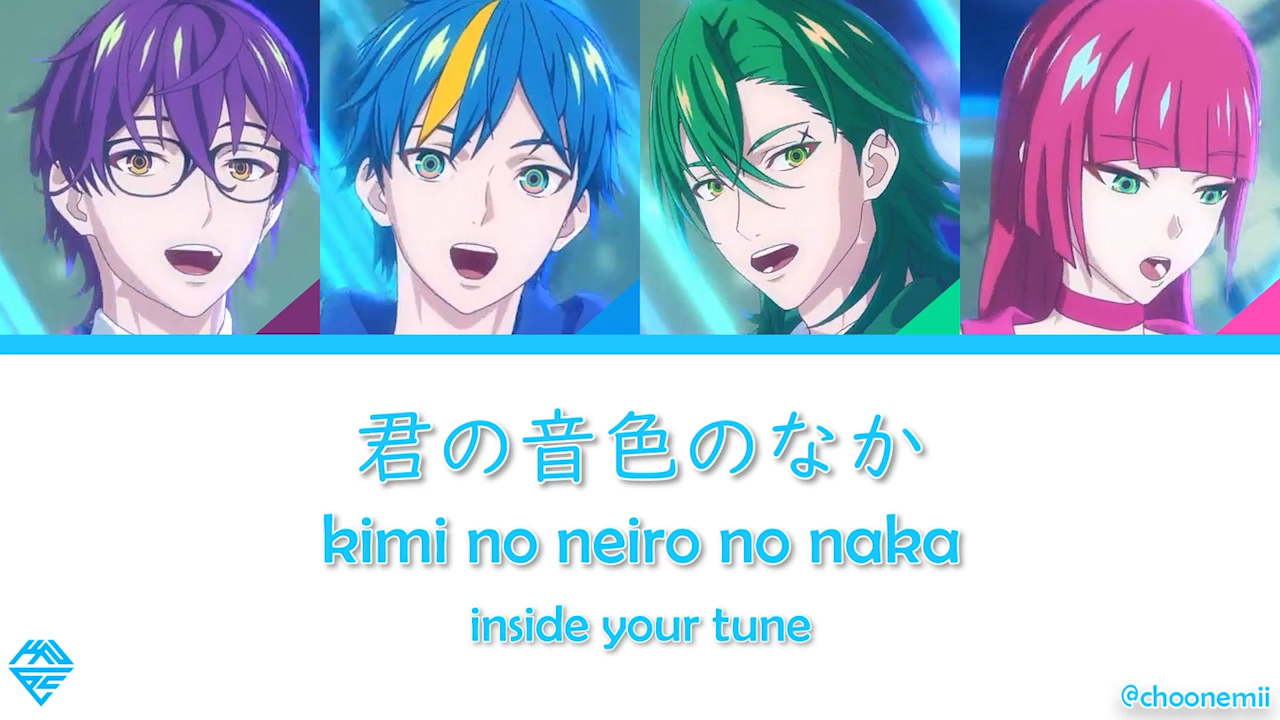 君の音色のなか
kimi no neiro no naka
inside your tune
@choonemii